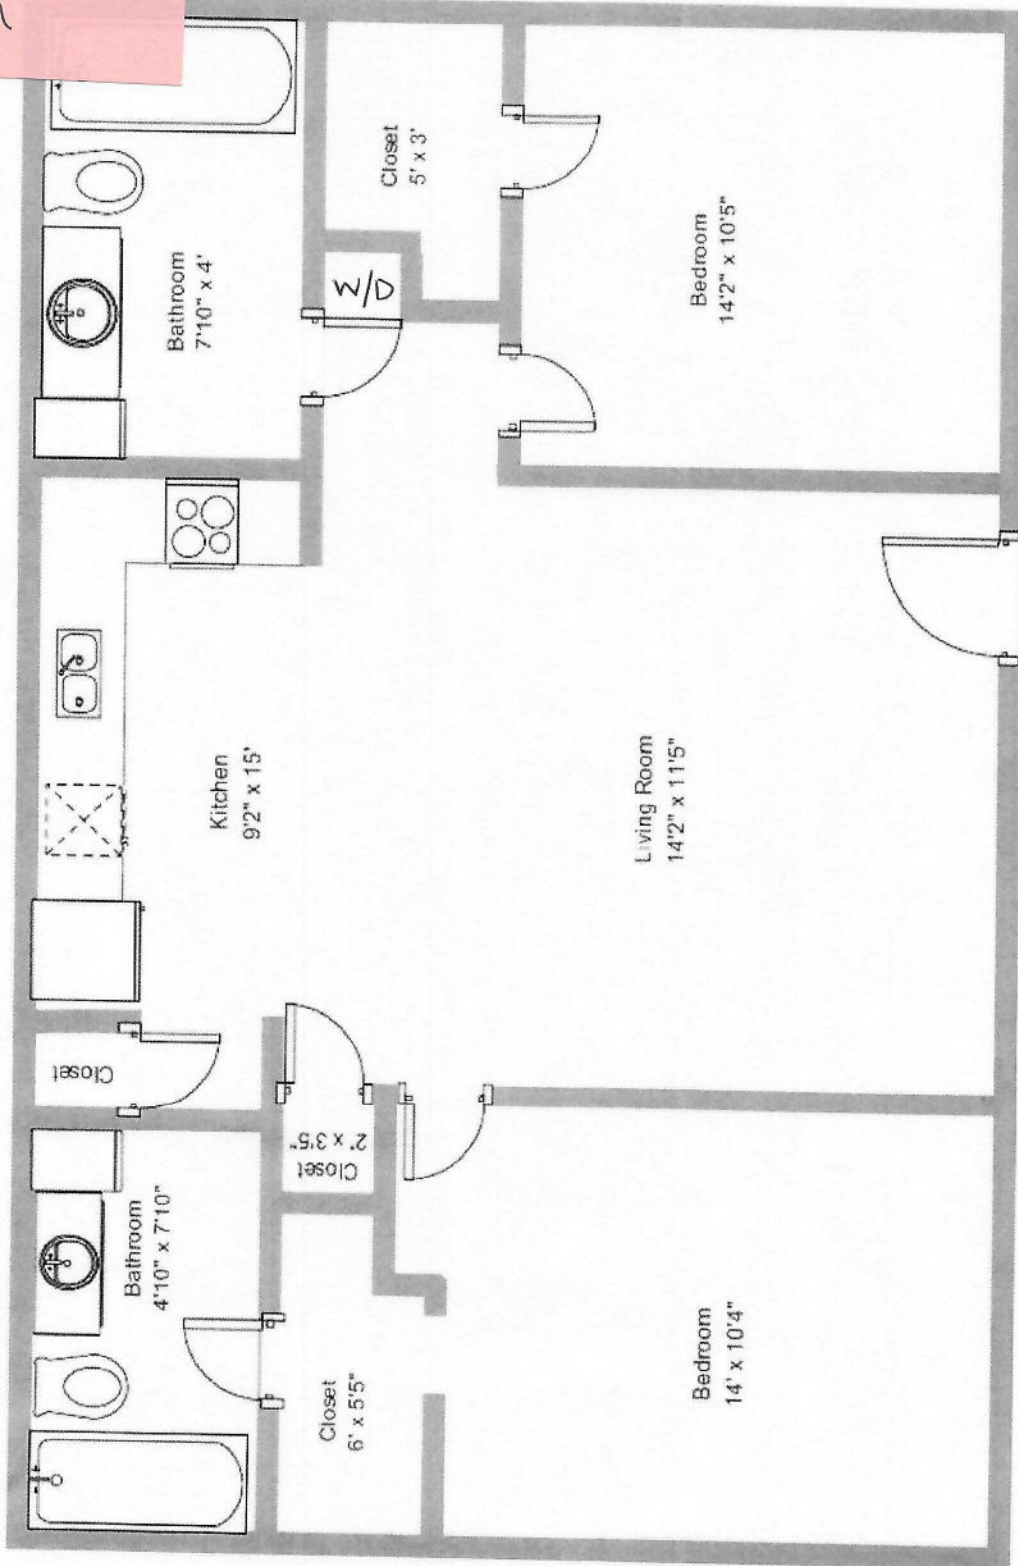 Bathroom
7'10" x 4'
Closet
5' x 3'
W/D
Bedroom
14'2" x 10'5"
Kitchen
9'2" x 15'
Living Room
14'2" x 11'5"
Closet
Closet
2" x 3'5"
Bathroom
4'10" x 7'10"
Closet
6' x 5'5"
Bedroom
14' x 10'4"